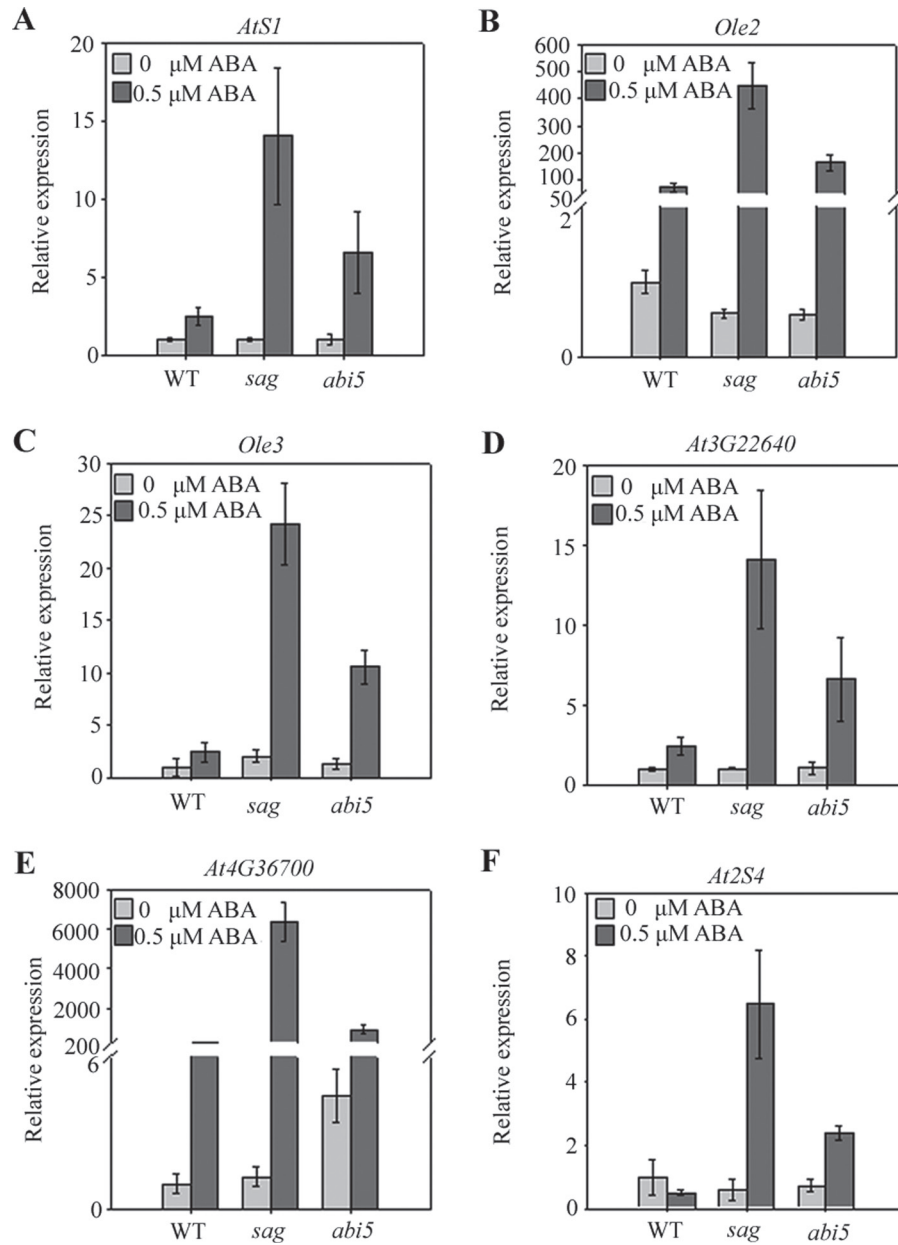 A
AtS1
0 μM ABA
0.5 μM ABA
Relative expression
20
15
10
5
0
WT sag abi5
B
Ole2
0 μM ABA
0.5 μM ABA
Relative expression
600
500
400
300
200
100
50
2
0
WT sag abi5
C
Ole3
0 μM ABA
0.5 μM ABA
Relative expression
30
25
20
15
10
5
0
WT sag abi5
D
At3G22640
0 μM ABA
0.5 μM ABA
Relative expression
20
15
10
5
0
WT sag abi5
E
At4G36700
0 μM ABA
0.5 μM ABA
Relative expression
8000
6000
4000
2000
200
6
0
WT sag abi5
F
At2S4
0 μM ABA
0.5 μM ABA
Relative expression
10
8
6
4
2
0
WT sag abi5